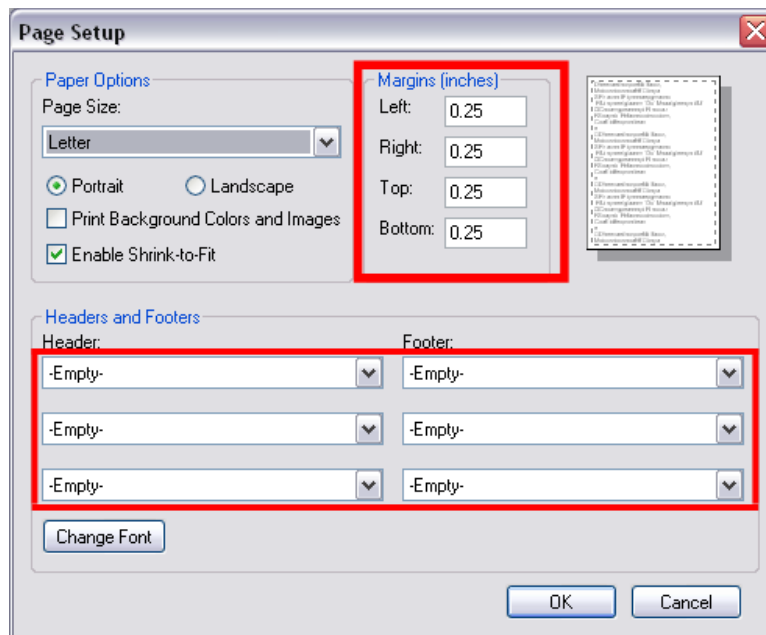 Page Setup
Paper Options
Page Size:
Letter
Portrait
Landscape
Print Background Colors and Images
Enable Shrink-to-Fit
Margins (inches)
Left: 0.25
Right: 0.25
Top: 0.25
Bottom: 0.25
Headers and Footers
Header: Footer:
-Empty- -Empty-
-Empty- -Empty-
-Empty- -Empty-
Change Font
OK Cancel